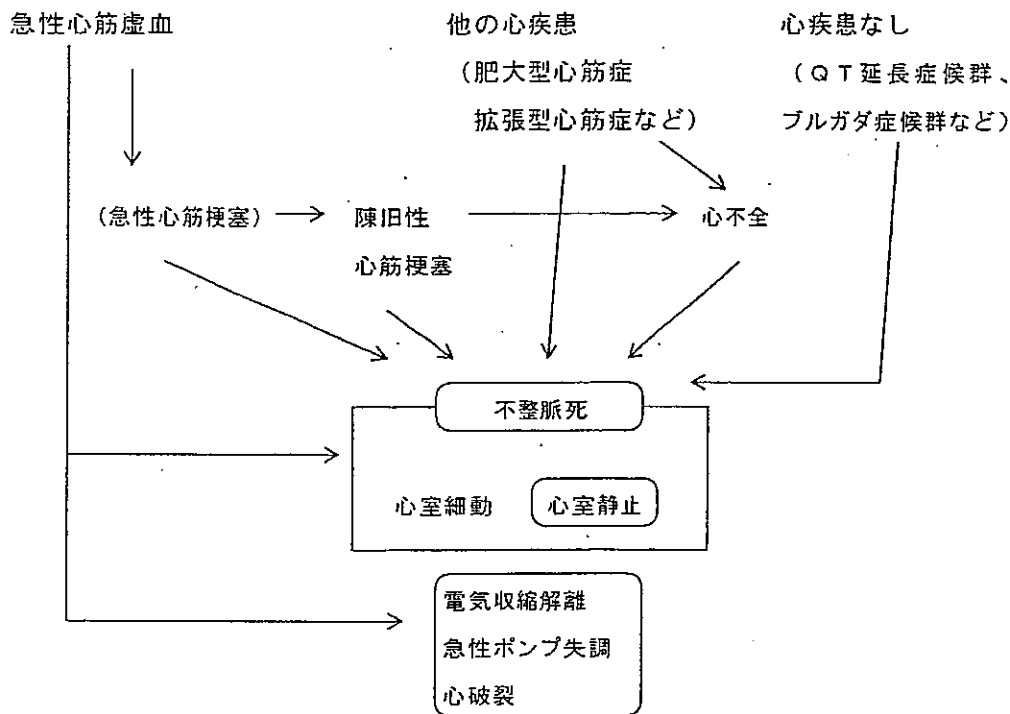 急性心筋虚血
他の心疾患
(肥大型心筋症
拡張型心筋症など)
心疾患なし
(QT延長症候群、
ブルガダ症候群など)
(急性心筋梗塞)
陳旧性
心筋梗塞
心不全
不整脈死
心室細動
心室静止
電気収縮解離
急性ポンプ失調
心破裂